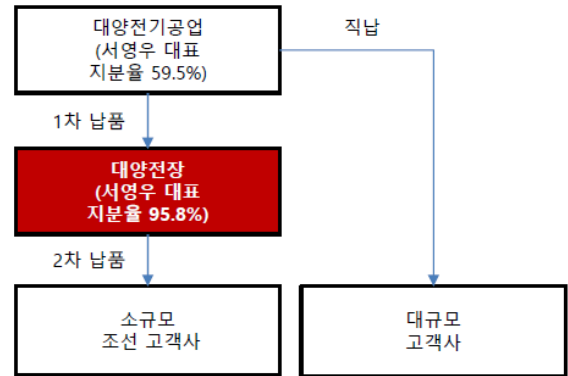 대양전기공업
(서영우 대표
지분율 59.5%)
직납
1차 납품
대양전장
(서영우 대표
지분율 95.8%)
2차 납품
소규모
조선 고객사
대규모
고객사